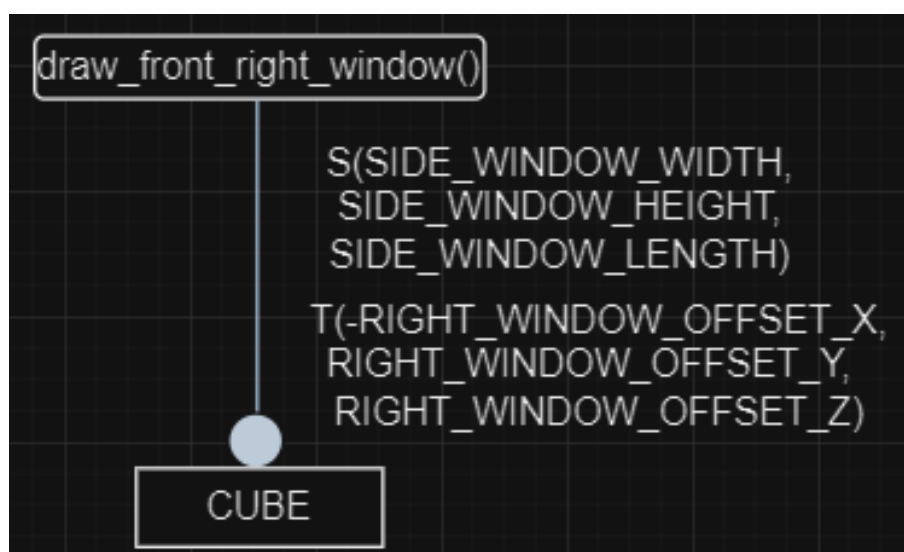 draw_front_right_window()
S(SIDE_WINDOW_WIDTH,
SIDE_WINDOW_HEIGHT,
SIDE_WINDOW_LENGTH)
T(-RIGHT_WINDOW_OFFSET_X,
RIGHT_WINDOW_OFFSET_Y,
RIGHT_WINDOW_OFFSET_Z)
CUBE